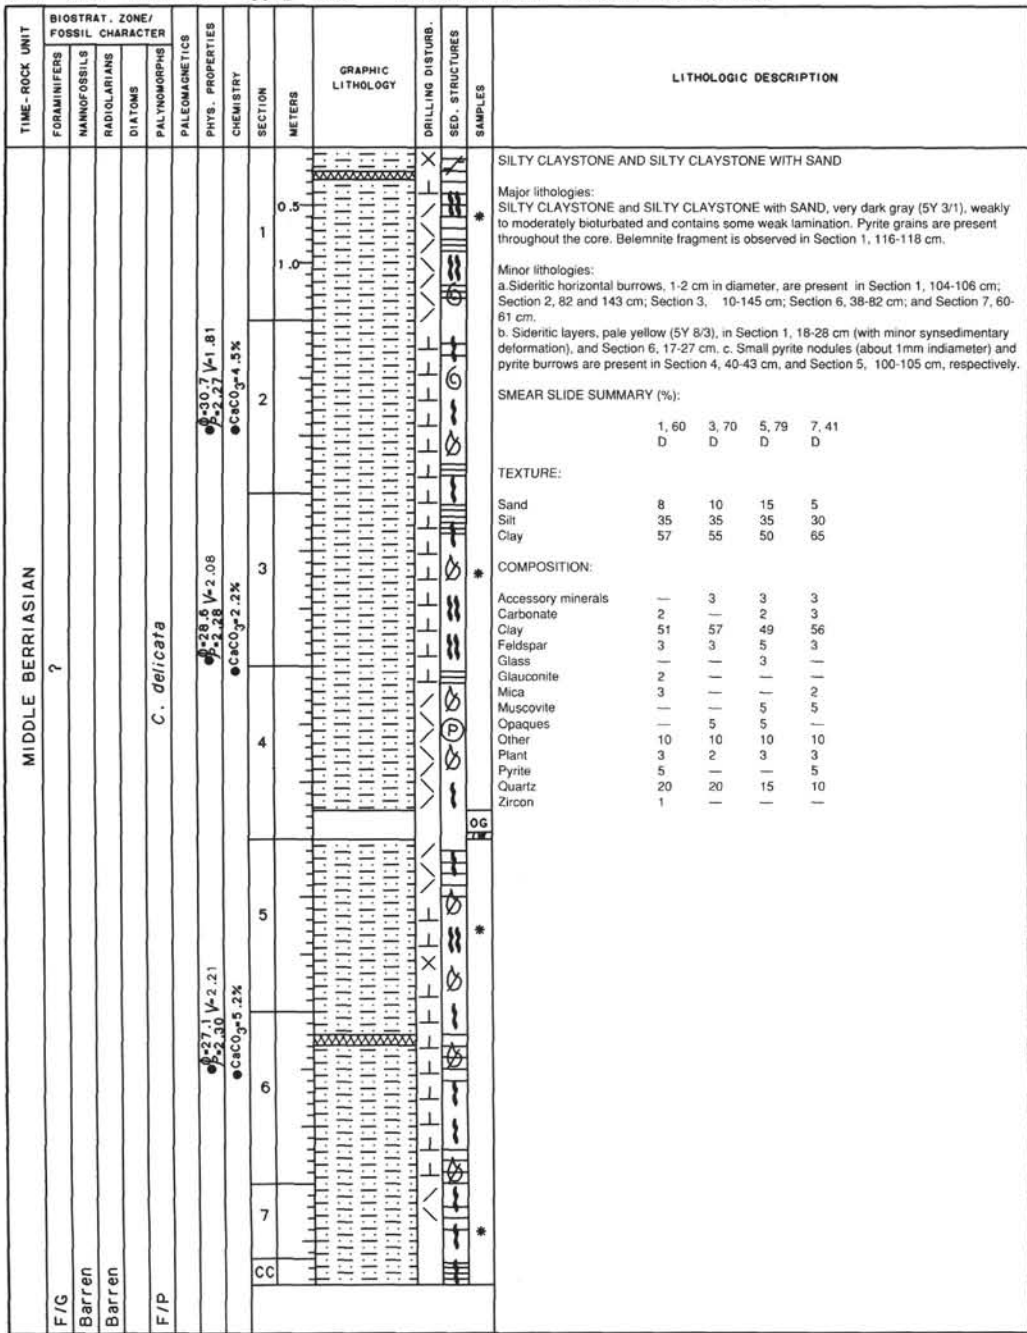 TIME-ROCK UNIT
BIOSTRAT. ZONE/
FOSSIL CHARACTER
FORAMINIFERS
NANNOFOSSILS
RADIOLARIANS
DIATOMS
PALYNOMORPHS
PALEOMAGNETICS
PHYS. PROPERTIES
CHEMISTRY
SECTION
METERS
GRAPHIC
LITHOLOGY
DRILLING DISTURB.
SED. STRUCTURES
SAMPLES
LITHOLOGIC DESCRIPTION
MIDDLE BERRIASIAN
?
F/G
Barren
Barren
C. delicata
F/P
Φ=30.7 V=1.81
ρ=2.27
CaCO3=4.5%
Φ=28.6 V=2.08
ρ=2.28
CaCO3=2.2%
Φ=27.1 V=2.21
ρ=2.30
CaCO3=5.2%
0.5
1
1.0
2
3
4
5
6
7
CC
P
OG
*
*
*
*
SILTY CLAYSTONE AND SILTY CLAYSTONE WITH SAND
Major lithologies:
SILTY CLAYSTONE and SILTY CLAYSTONE with SAND, very dark gray (5Y 3/1), weakly
to moderately bioturbated and contains some weak lamination. Pyrite grains are present
throughout the core. Belemnite fragment is observed in Section 1, 116-118 cm.
Minor lithologies:
a.Sideritic horizontal burrows, 1-2 cm in diameter, are present in Section 1, 104-106 cm;
Section 2, 82 and 143 cm; Section 3, 10-145 cm; Section 6, 38-82 cm; and Section 7, 60-
61 cm.
b. Sideritic layers, pale yellow (5Y 8/3), in Section 1, 18-28 cm (with minor synsedimentary
deformation), and Section 6, 17-27 cm. c. Small pyrite nodules (about 1mm indiameter) and
pyrite burrows are present in Section 4, 40-43 cm, and Section 5, 100-105 cm, respectively.
SMEAR SLIDE SUMMARY (%):
1, 60 3, 70 5, 79 7, 41
D D D D
TEXTURE:
Sand 8 10 15 5
Silt 35 35 35 30
Clay 57 55 50 65
COMPOSITION:
Accessory minerals — 3 3 3
Carbonate 2 — 2 3
Clay 51 57 49 56
Feldspar 3 3 5 3
Glass — — 3 —
Glauconite 2 — — —
Mica 3 — — 2
Muscovite — — 5 5
Opaques — 5 5 —
Other 10 10 10 10
Plant 3 2 3 3
Pyrite 5 — — 5
Quartz 20 20 15 10
Zircon 1 — — —